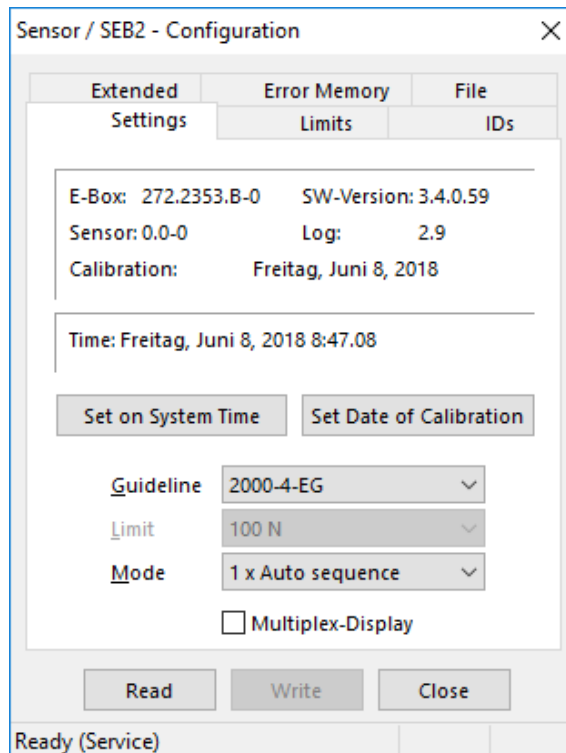 Sensor / SEB2 - Configuration
Extended Error Memory File
Settings Limits IDs
E-Box: 272.2353.B-0 SW-Version: 3.4.0.59
Sensor: 0.0-0 Log: 2.9
Calibration: Freitag, Juni 8, 2018
Time: Freitag, Juni 8, 2018 8:47.08
Set on System Time Set Date of Calibration
Guideline 2000-4-EG
Limit 100 N
Mode 1 x Auto sequence
Multiplex-Display
Read Write Close
Ready (Service)